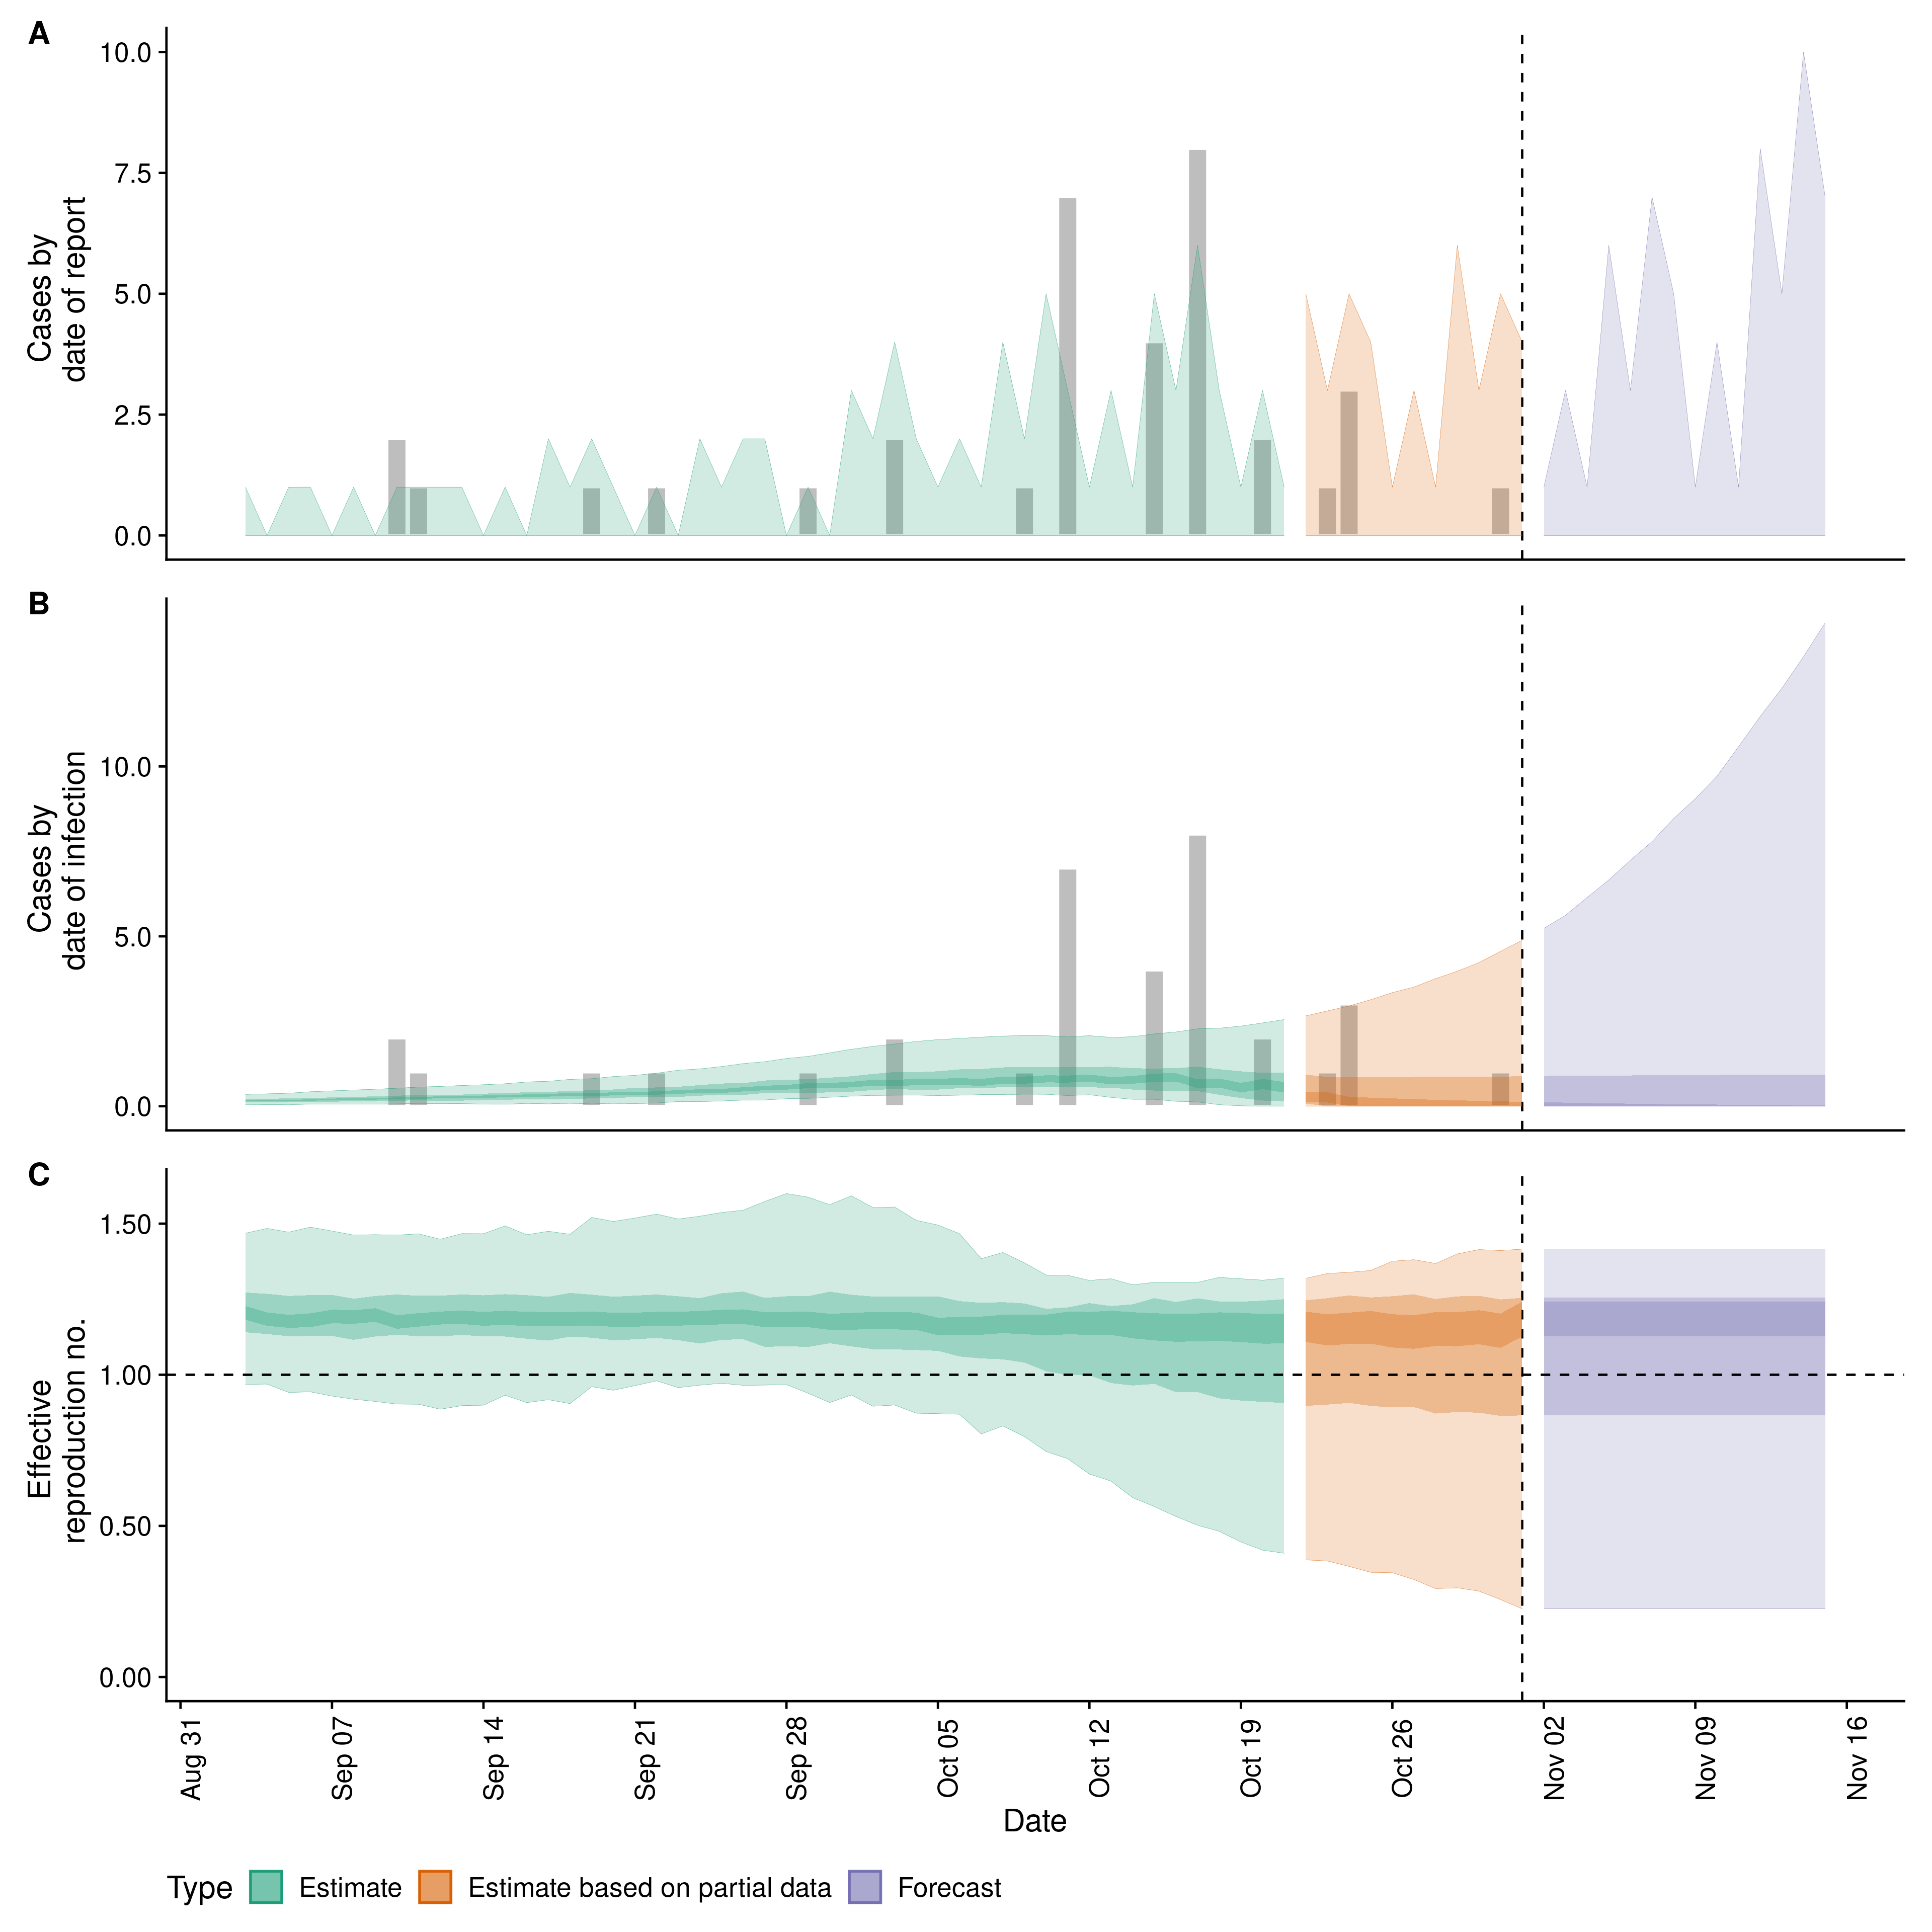 A
Cases by
date of report
10.0
7.5
5.0
2.5
0.0
B
Cases by
date of infection
10.0
5.0
0.0
C
Effective
reproduction no.
1.50
1.00
0.50
0.00
Aug 31
Sep 07
Sep 14
Sep 21
Sep 28
Oct 05
Oct 12
Oct 19
Oct 26
Nov 02
Nov 09
Nov 16
Date
Type Estimate Estimate based on partial data Forecast